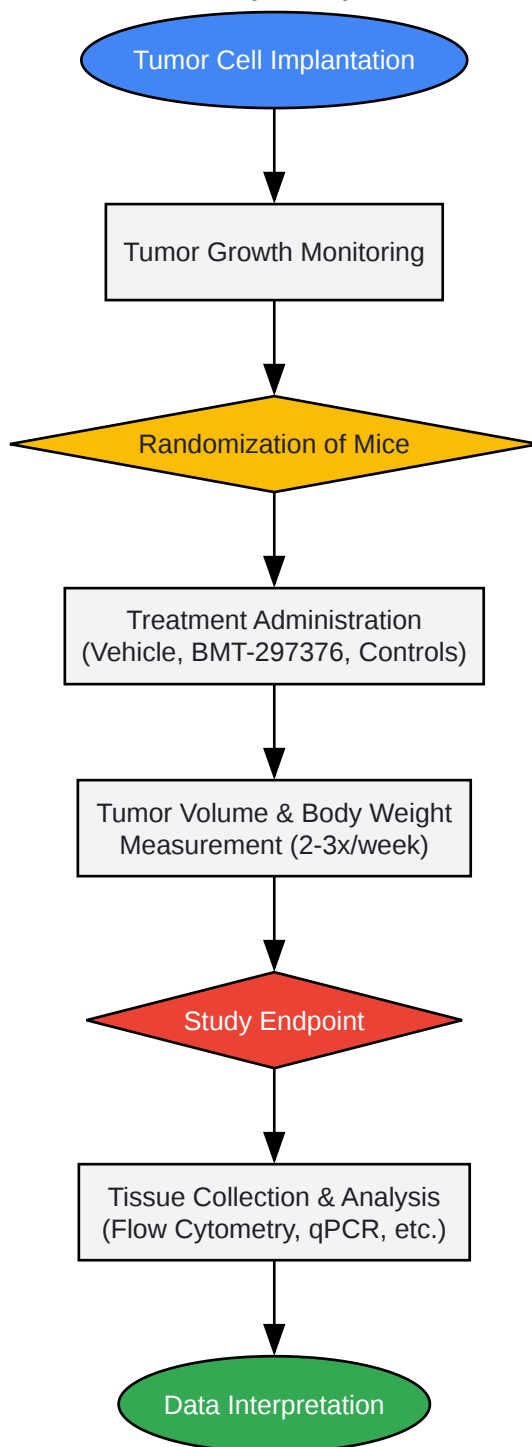 Tumor Cell Implantation
Tumor Growth Monitoring
Randomization of Mice
Treatment Administration
(Vehicle, BMT-297376, Controls)
Tumor Volume & Body Weight
Measurement (2-3x/week)
Study Endpoint
Tissue Collection & Analysis
(Flow Cytometry, qPCR, etc.)
Data Interpretation